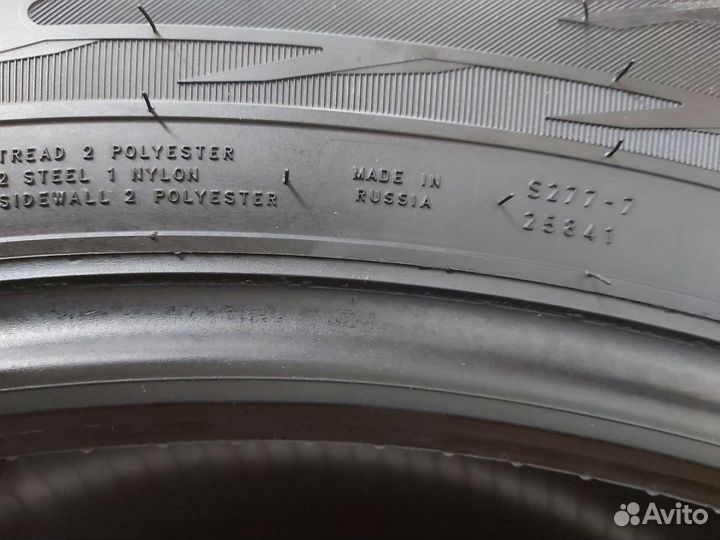 TREAD 2 POLYESTER
2 STEEL 1 NYLON
SIDEWALL 2 POLYESTER
MADE IN
RUSSIA
S277-7
25841
Avito